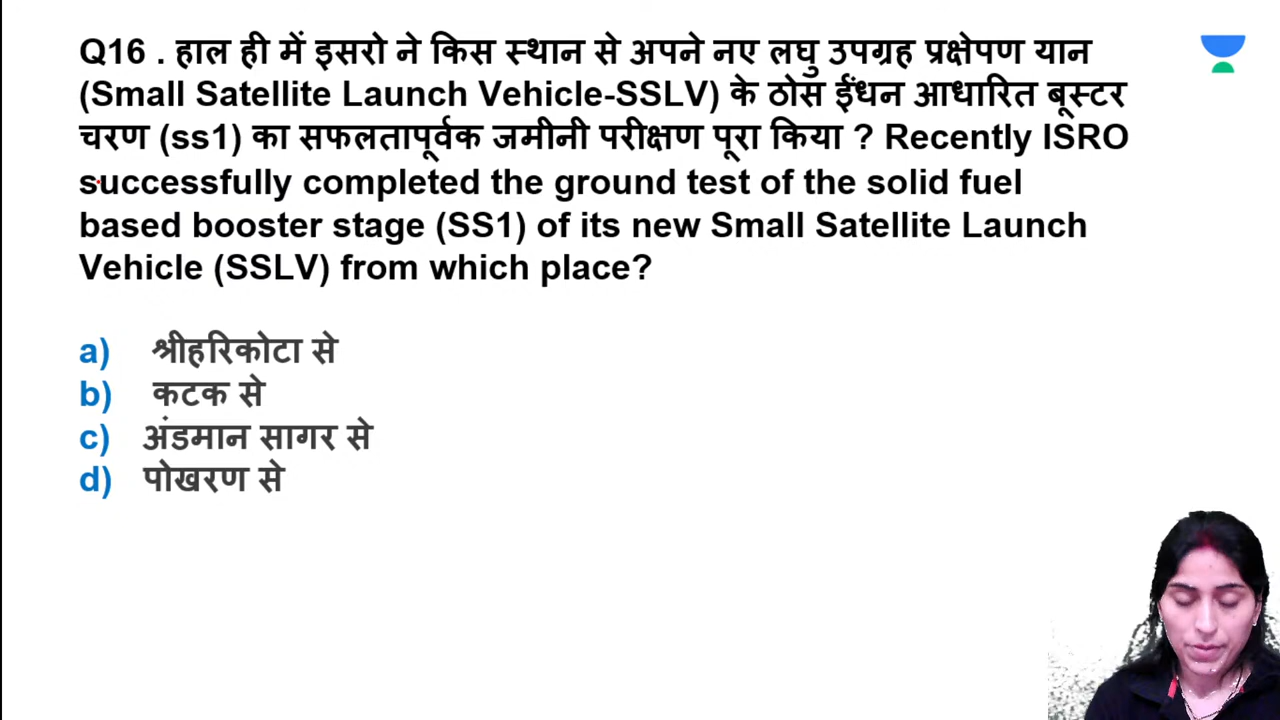 Q16 . हाल ही में इसरो ने किस स्थान से अपने नए लघु उपग्रह प्रक्षेपण यान
(Small Satellite Launch Vehicle-SSLV) के ठोस ईंधन आधारित बूस्टर
चरण (ss1) का सफलतापूर्वक जमीनी परीक्षण पूरा किया ? Recently ISRO
successfully completed the ground test of the solid fuel
based booster stage (SS1) of its new Small Satellite Launch
Vehicle (SSLV) from which place?
a) श्रीहरिकोटा से
b) कटक से
c) अंडमान सागर से
d) पोखरण से